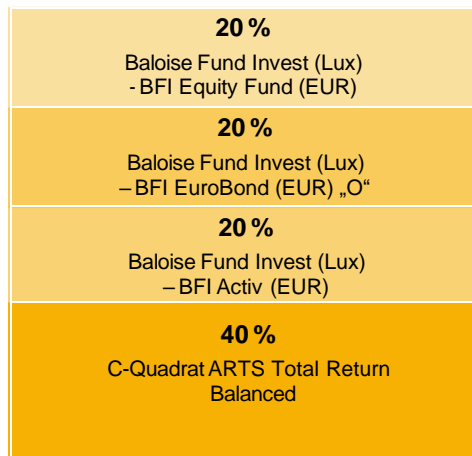 20 %
Baloise Fund Invest (Lux)
- BFI Equity Fund (EUR)
20 %
Baloise Fund Invest (Lux)
– BFI EuroBond (EUR) „O“
20 %
Baloise Fund Invest (Lux)
– BFI Activ (EUR)
40 %
C-Quadrat ARTS Total Return
Balanced